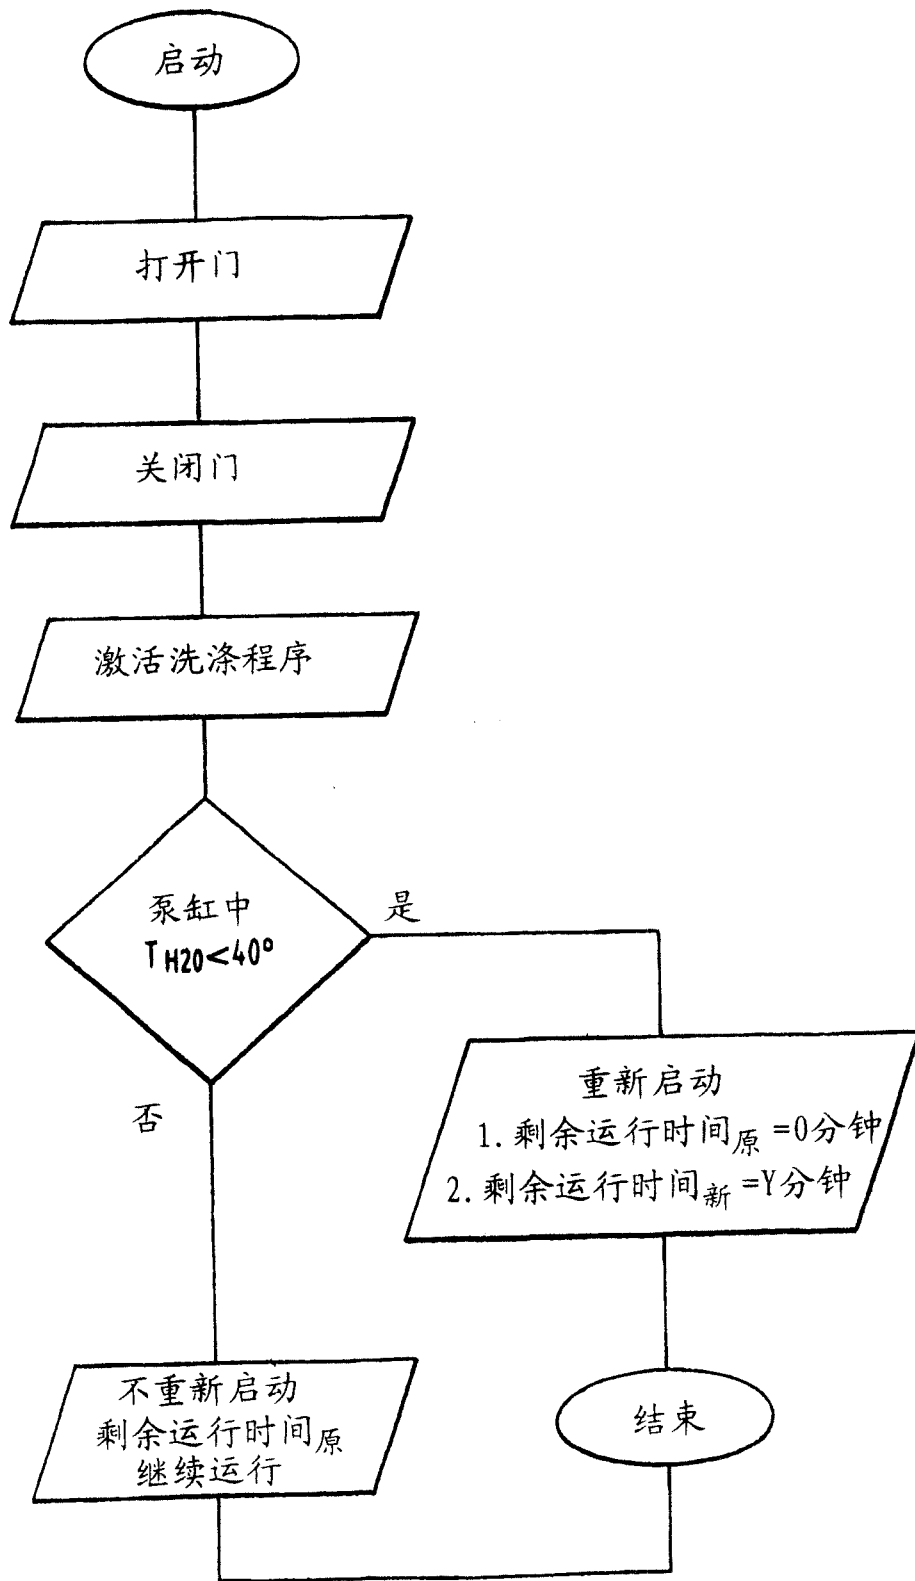 启动
打开门
关闭门
激活洗涤程序
泵缸中
TH20<40°
是
否
重新启动
1.剩余运行时间原=0分钟
2.剩余运行时间新=Y分钟
不重新启动
剩余运行时间原
继续运行
结束